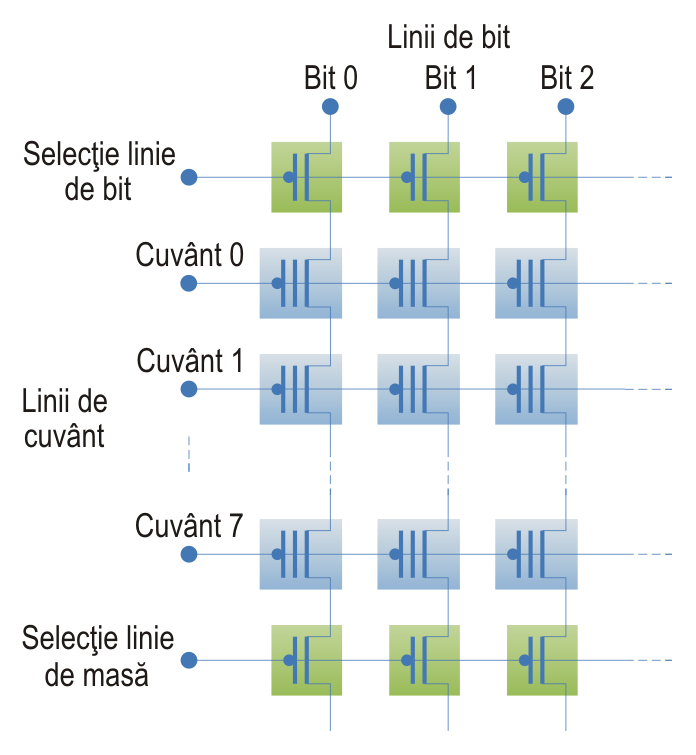 Linii de bit
Bit 0
Bit 1
Bit 2
Selecţie linie
de bit
Cuvânt 0
Cuvânt 1
Linii de
cuvânt
Cuvânt 7
Selecţie linie
de masă